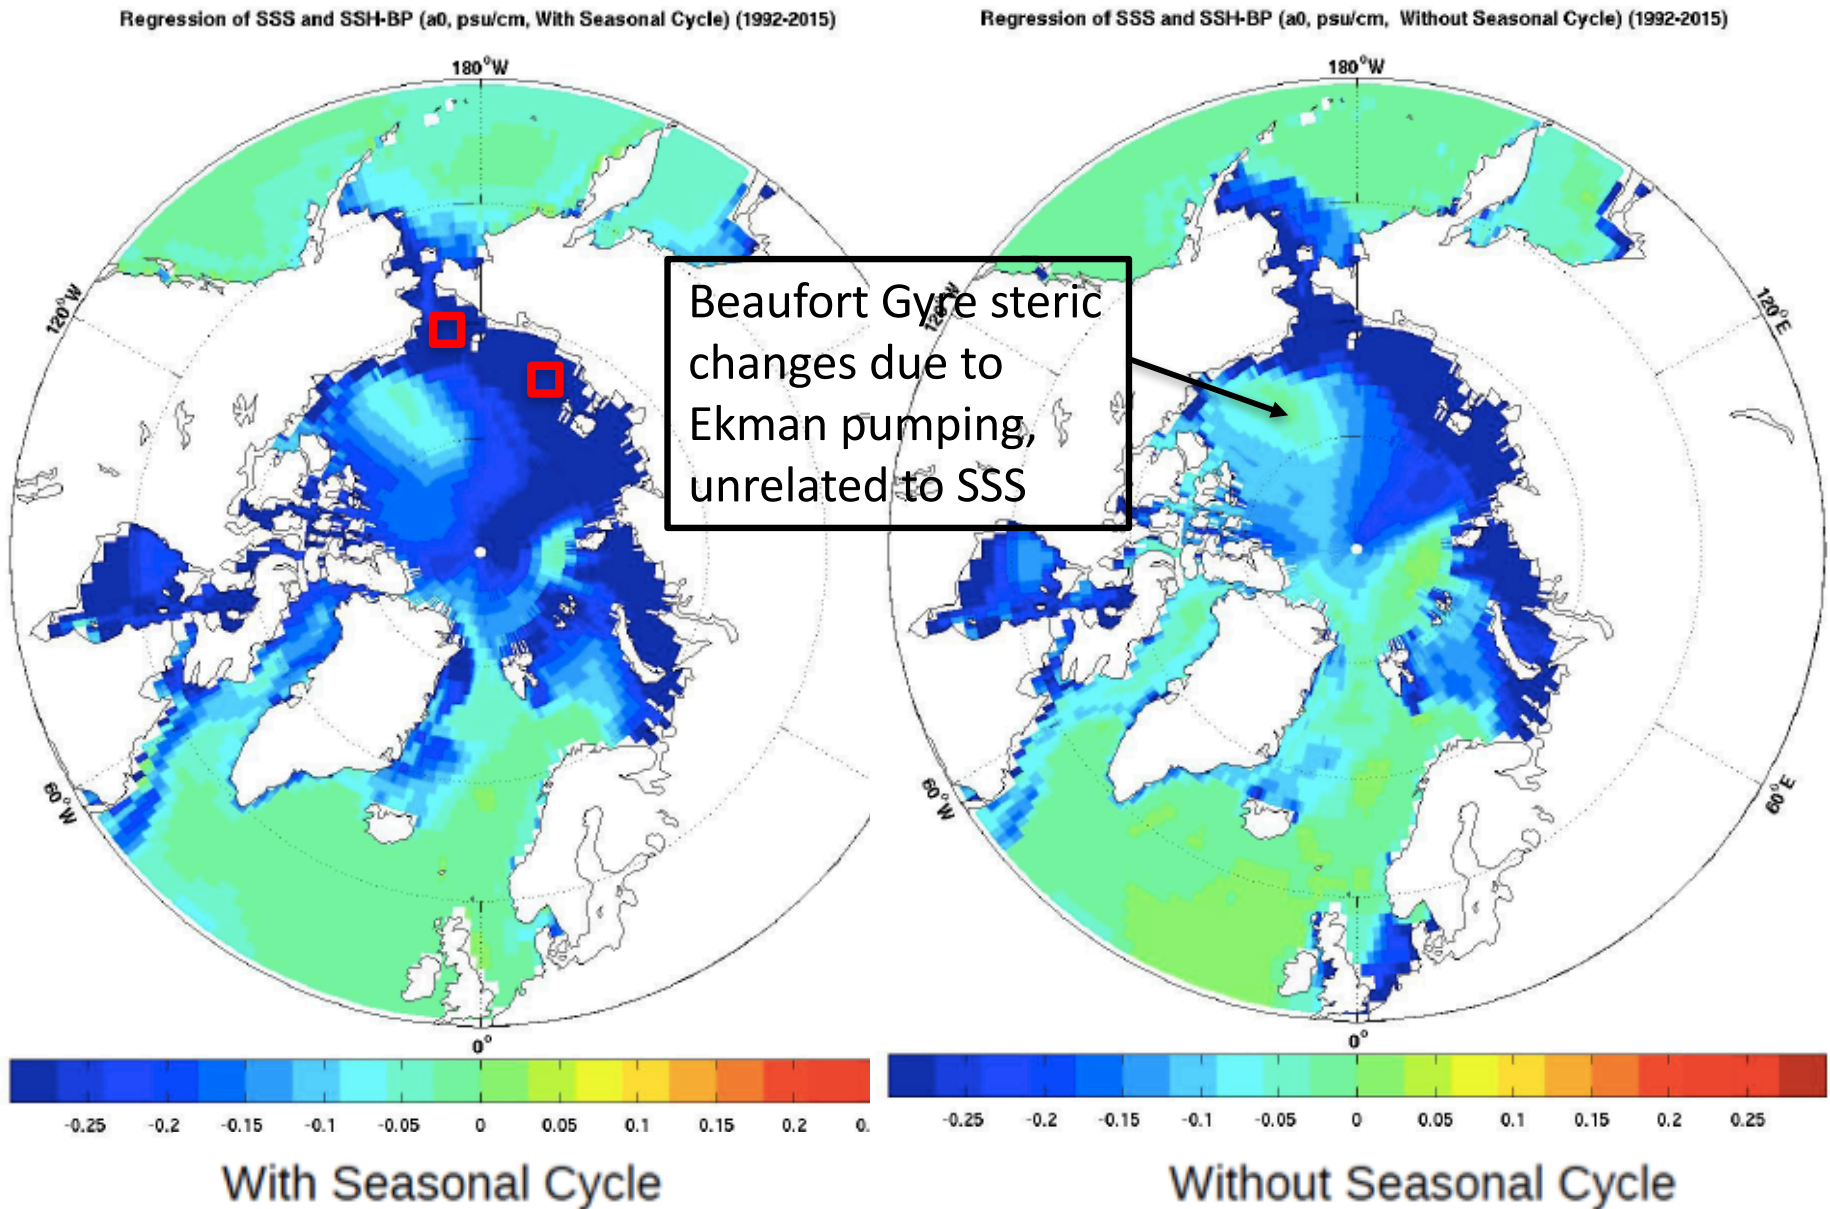 Regression of SSS and SSH-BP (a0, psu/cm, With Seasonal Cycle) (1992-2015)
Regression of SSS and SSH-BP (a0, psu/cm, Without Seasonal Cycle) (1992-2015)
180°W
180°W
120°W
120°W
120°E
Beaufort Gyre steric
changes due to
Ekman pumping,
unrelated to SSS
60°W
60°W
60°E
0°
0°
-0.25 -0.2 -0.15 -0.1 -0.05 0 0.05 0.1 0.15 0.2 0.
-0.25 -0.2 -0.15 -0.1 -0.05 0 0.05 0.1 0.15 0.2 0.25
With Seasonal Cycle
Without Seasonal Cycle